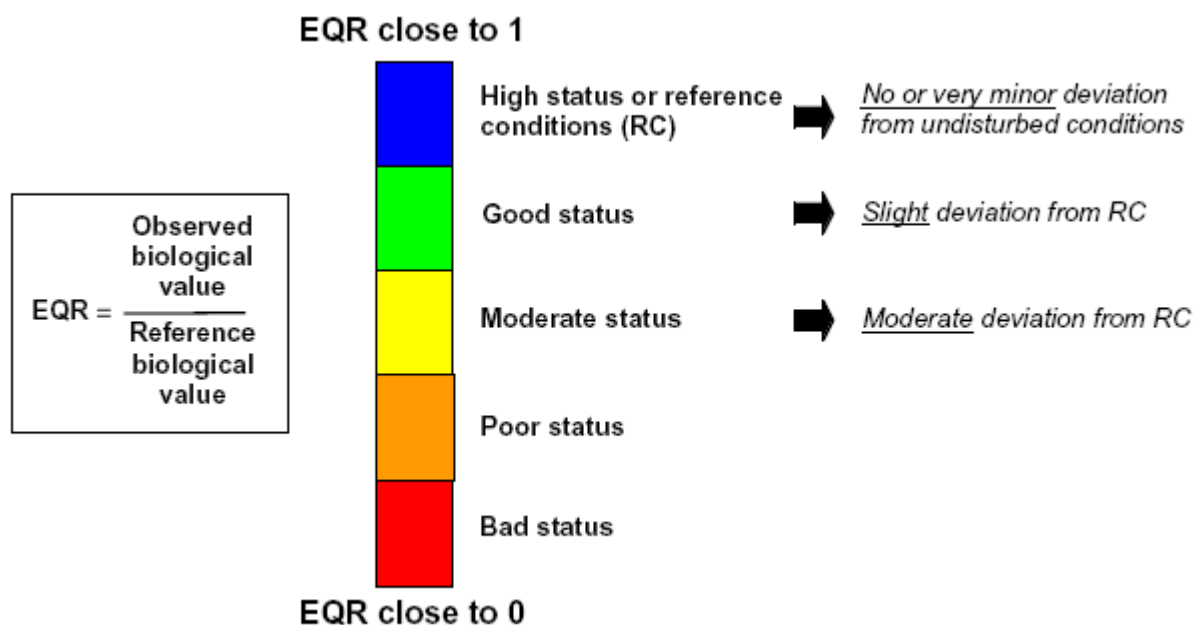 EQR close to 1
High status or reference
conditions (RC)
No or very minor deviation
from undisturbed conditions
Observed
biological
value
EQR =
Reference
biological
value
Good status
Slight deviation from RC
Moderate status
Moderate deviation from RC
Poor status
Bad status
EQR close to 0